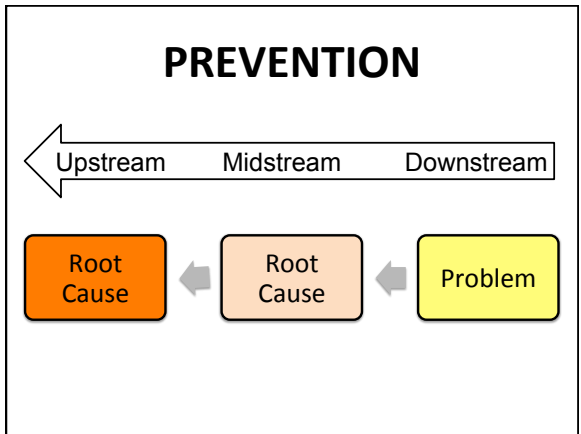 PREVENTION
Upstream Midstream Downstream
Root
Cause
Root
Cause
Problem